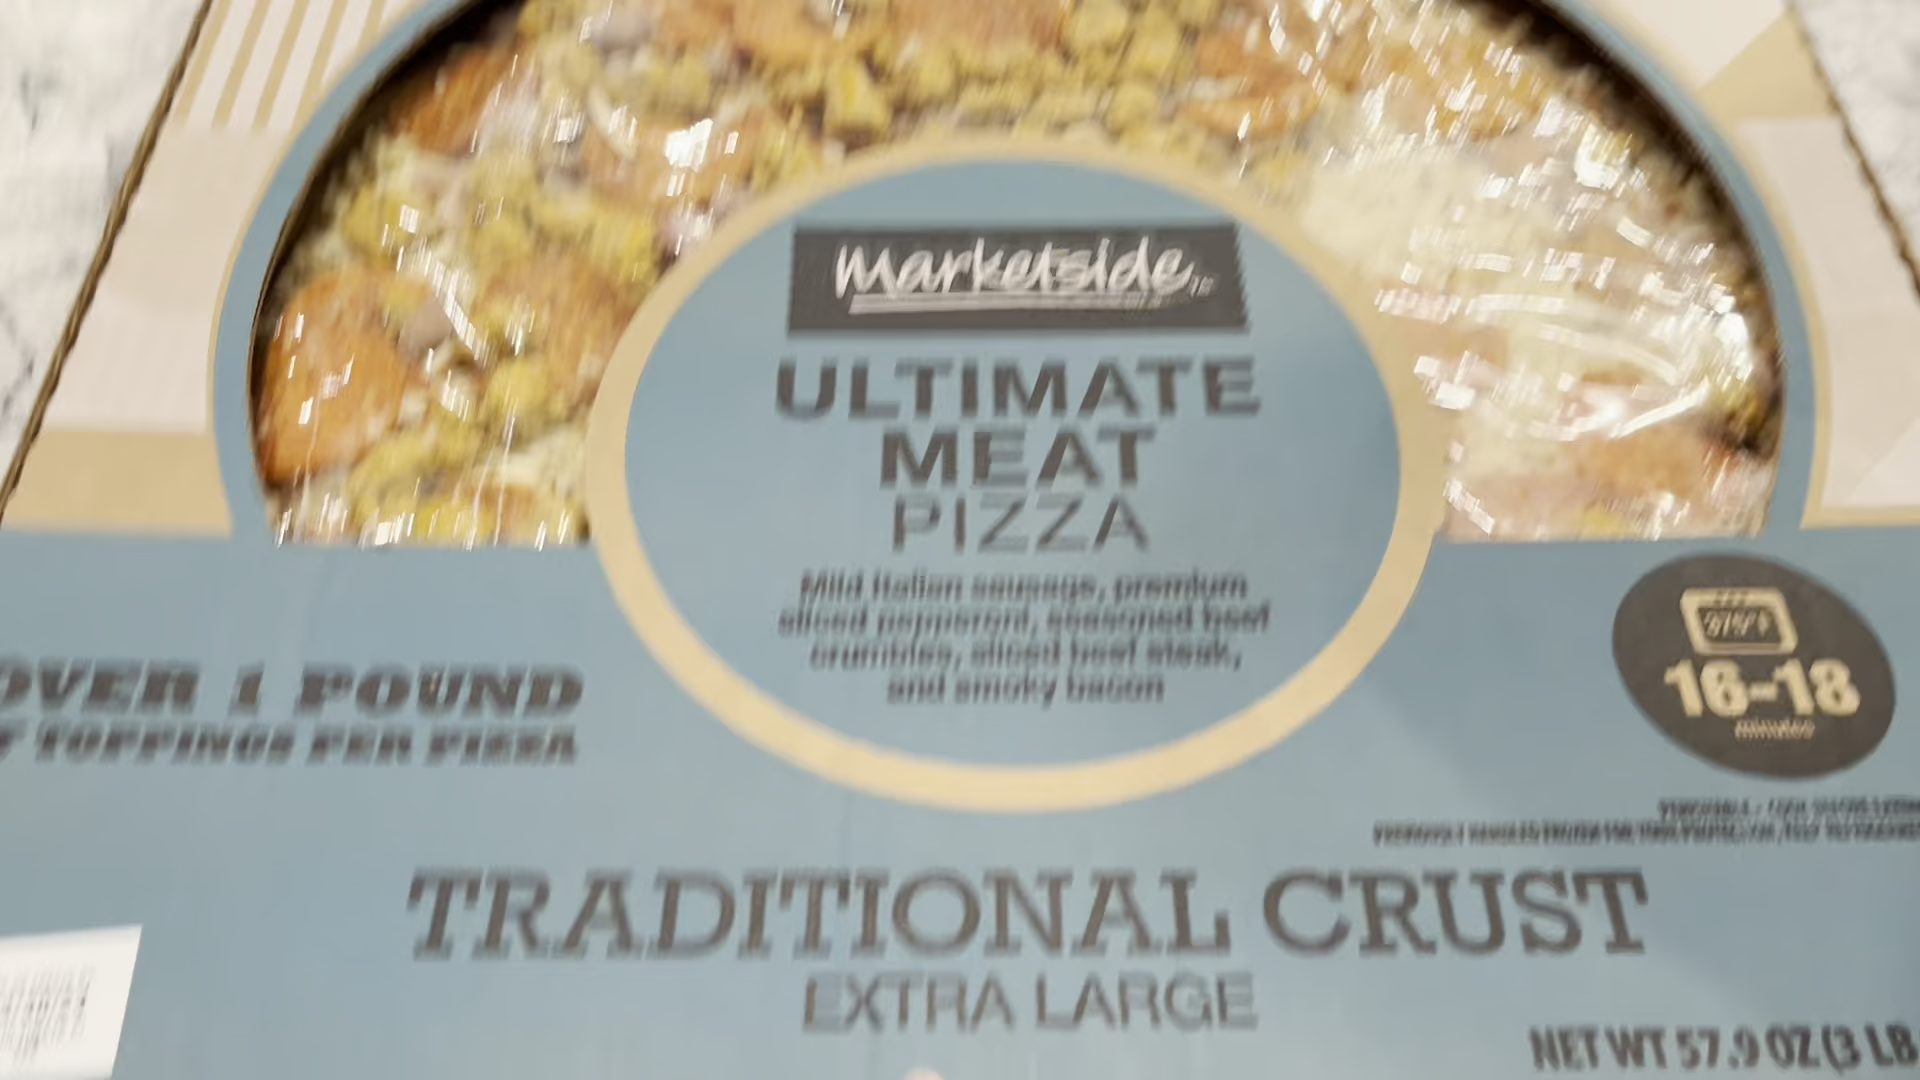 Marketside
ULTIMATE
MEAT
PIZZA
Mild Italian sausage, premium
sliced pepperoni, seasoned beef
crumbles, sliced beef steak,
and smoky bacon
OVER 1 POUND
TOPPINGS PER PIZZA
375°F
16-18
minutes
TRADITIONAL CRUST
EXTRA LARGE
NET WT 57.9 OZ (3 LB